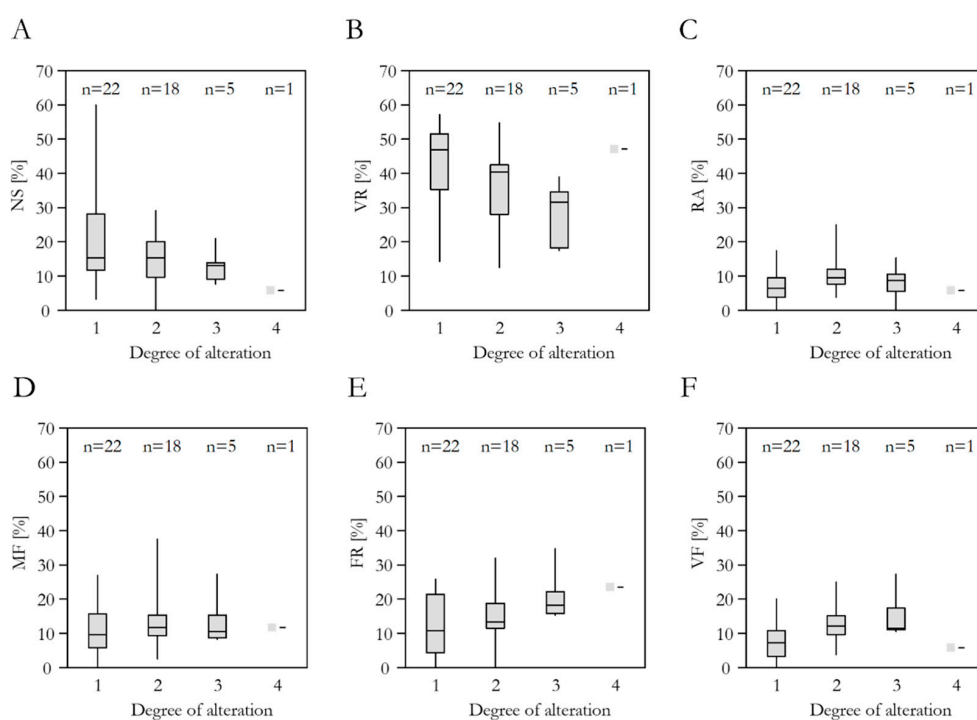 A
B
C
70
60
50
40
30
20
10
0
NS [%]
n=22 n=18 n=5 n=1
1 2 3 4
Degree of alteration
70
60
50
40
30
20
10
0
VR [%]
n=22 n=18 n=5 n=1
1 2 3 4
Degree of alteration
70
60
50
40
30
20
10
0
RA [%]
n=22 n=18 n=5 n=1
1 2 3 4
Degree of alteration
D
E
F
70
60
50
40
30
20
10
0
MF [%]
n=22 n=18 n=5 n=1
1 2 3 4
Degree of alteration
70
60
50
40
30
20
10
0
FR [%]
n=22 n=18 n=5 n=1
1 2 3 4
Degree of alteration
70
60
50
40
30
20
10
0
VF [%]
n=22 n=18 n=5 n=1
1 2 3 4
Degree of alteration